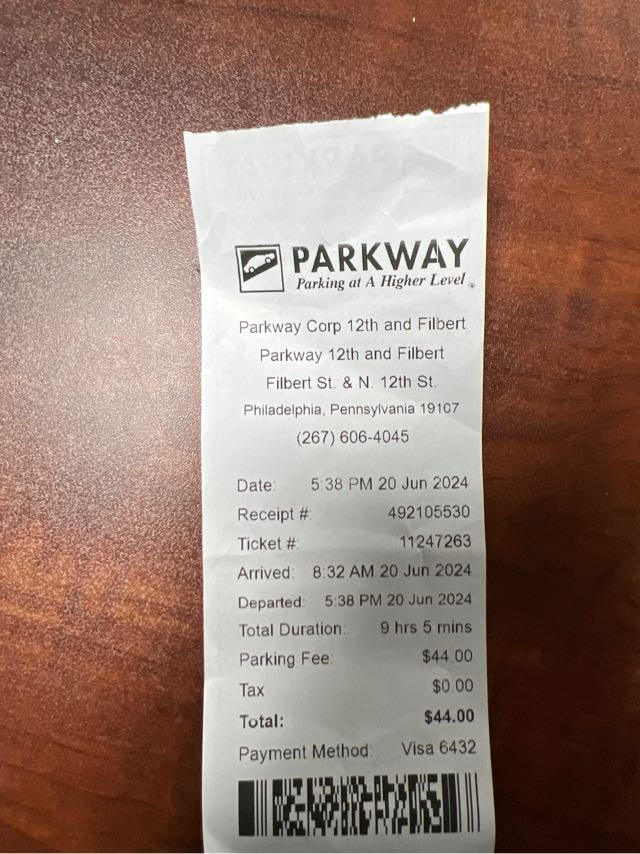 PARKWAY
Parking at A Higher Level
Parkway Corp 12th and Filbert
Parkway 12th and Filbert
Filbert St. & N. 12th St.
Philadelphia, Pennsylvania 19107
(267) 606-4045
Date: 5:38 PM 20 Jun 2024
Receipt #: 492105530
Ticket #: 11247263
Arrived: 8:32 AM 20 Jun 2024
Departed: 5:38 PM 20 Jun 2024
Total Duration: 9 hrs 5 mins
Parking Fee: $44.00
Tax $0.00
Total: $44.00
Payment Method: Visa 6432